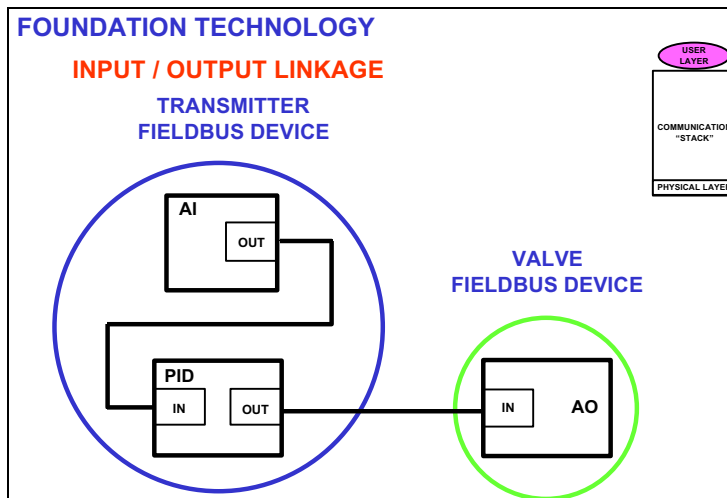 FOUNDATION TECHNOLOGY
INPUT / OUTPUT LINKAGE
TRANSMITTER
FIELDBUS DEVICE
USER
LAYER
COMMUNICATION
“STACK”
PHYSICAL LAYER
AI
OUT
VALVE
FIELDBUS DEVICE
PID
IN
OUT
IN
AO